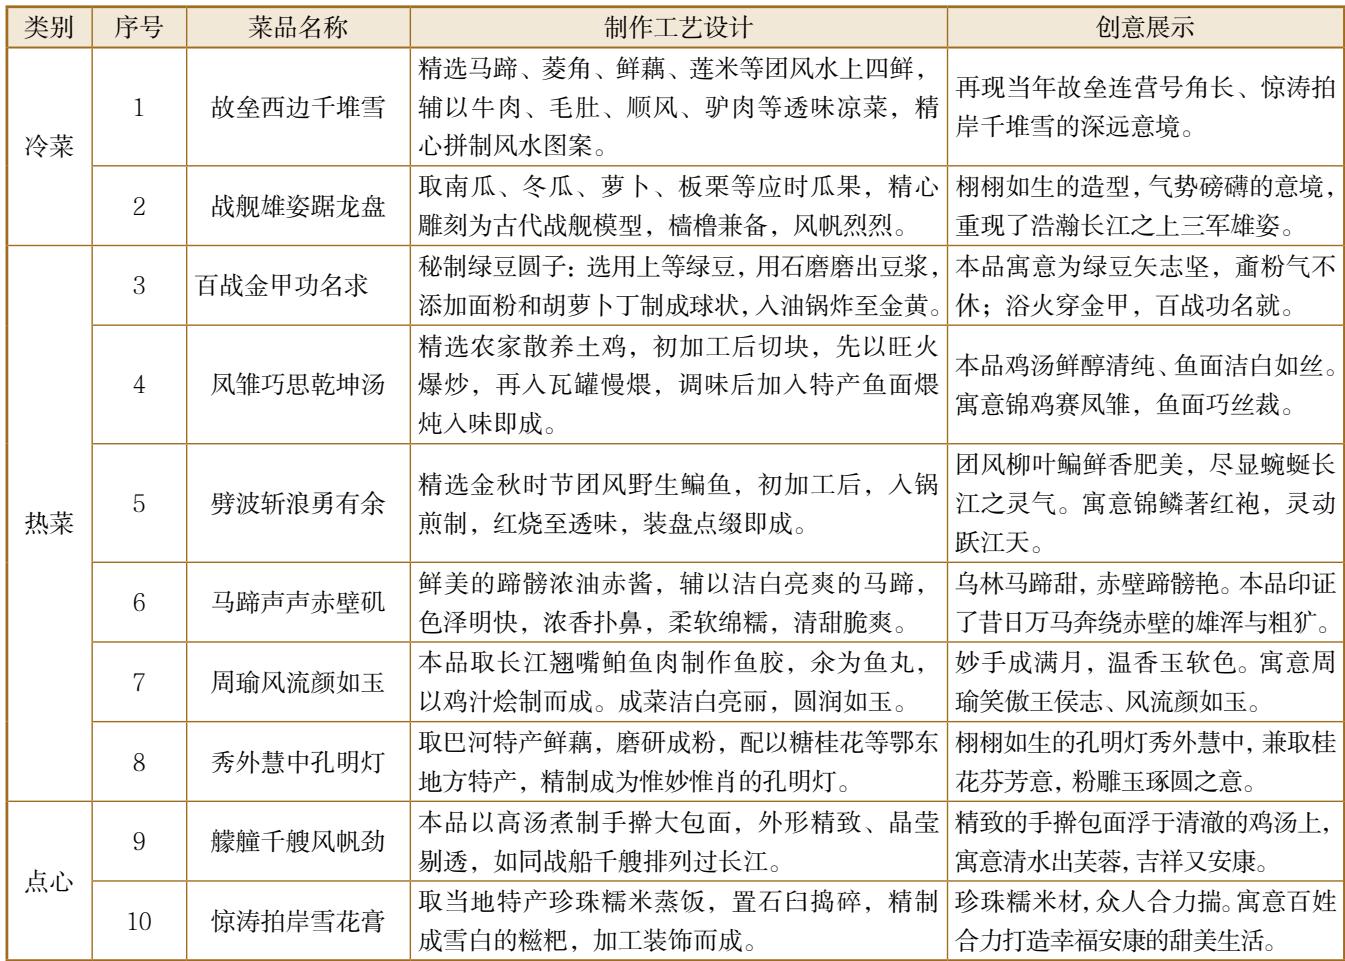 类别 序号 菜品名称 制作工艺设计 创意展示
冷菜
1 故垒西边千堆雪
精选马蹄、菱角、鲜藕、莲米等团风水上四鲜，
辅以牛肉、毛肚、顺风、驴肉等透味凉菜，精
心拼制风水图案。
再现当年故垒连营号角长、惊涛拍
岸千堆雪的深远意境。
2 战舰雄姿踞龙盘
取南瓜、冬瓜、萝卜、板栗等应时瓜果，精心
雕刻为古代战舰模型，樯橹兼备，风帆烈烈。
栩栩如生的造型，气势磅礴的意境，
重现了浩瀚长江之上三军雄姿。
热菜
3 百战金甲功名求
秘制绿豆圆子：选用上等绿豆，用石磨磨出豆浆，
添加面粉和胡萝卜丁制成球状，入油锅炸至金黄。
本品寓意为绿豆矢志坚，齑粉气不
休；浴火穿金甲，百战功名就。
4 凤雏巧思乾坤汤
精选农家散养土鸡，初加工后切块，先以旺火
爆炒，再入瓦罐慢煨，调味后加入特产鱼面煨
炖入味即成。
本品鸡汤鲜醇清纯、鱼面洁白如丝。
寓意锦鸡赛凤雏，鱼面巧丝裁。
5 劈波斩浪勇有余
精选金秋时节团风野生鳊鱼，初加工后，入锅
煎制，红烧至透味，装盘点缀即成。
团风柳叶鳊鲜香肥美，尽显蜿蜒长
江之灵气。寓意锦鳞著红袍，灵动
跃江天。
6 马蹄声声赤壁矶
鲜美的蹄髈浓油赤酱，辅以洁白亮爽的马蹄，
色泽明快，浓香扑鼻，柔软绵糯，清甜脆爽。
乌林马蹄甜，赤壁蹄髈艳。本品印证
了昔日万马奔绕赤壁的雄浑与粗犷。
7 周瑜风流颜如玉
本品取长江翘嘴鲌鱼肉制作鱼胶，氽为鱼丸，
以鸡汁烩制而成。成菜洁白亮丽，圆润如玉。
妙手成满月，温香玉软色。寓意周
瑜笑傲王侯志、风流颜如玉。
8 秀外慧中孔明灯
取巴河特产鲜藕，磨研成粉，配以糖桂花等鄂东
地方特产，精制成为惟妙惟肖的孔明灯。
栩栩如生的孔明灯秀外慧中，兼取桂
花芬芳意，粉雕玉琢圆之意。
点心
9 艨艟千艘风帆劲
本品以高汤煮制手擀大包面，外形精致、晶莹
剔透，如同战船千艘排列过长江。
精致的手擀包面浮于清澈的鸡汤上，
寓意清水出芙蓉，吉祥又安康。
10 惊涛拍岸雪花膏
取当地特产珍珠糯米蒸饭，置石臼捣碎，精制
成雪白的糍粑，加工装饰而成。
珍珠糯米材，众人合力揣。寓意百姓
合力打造幸福安康的甜美生活。